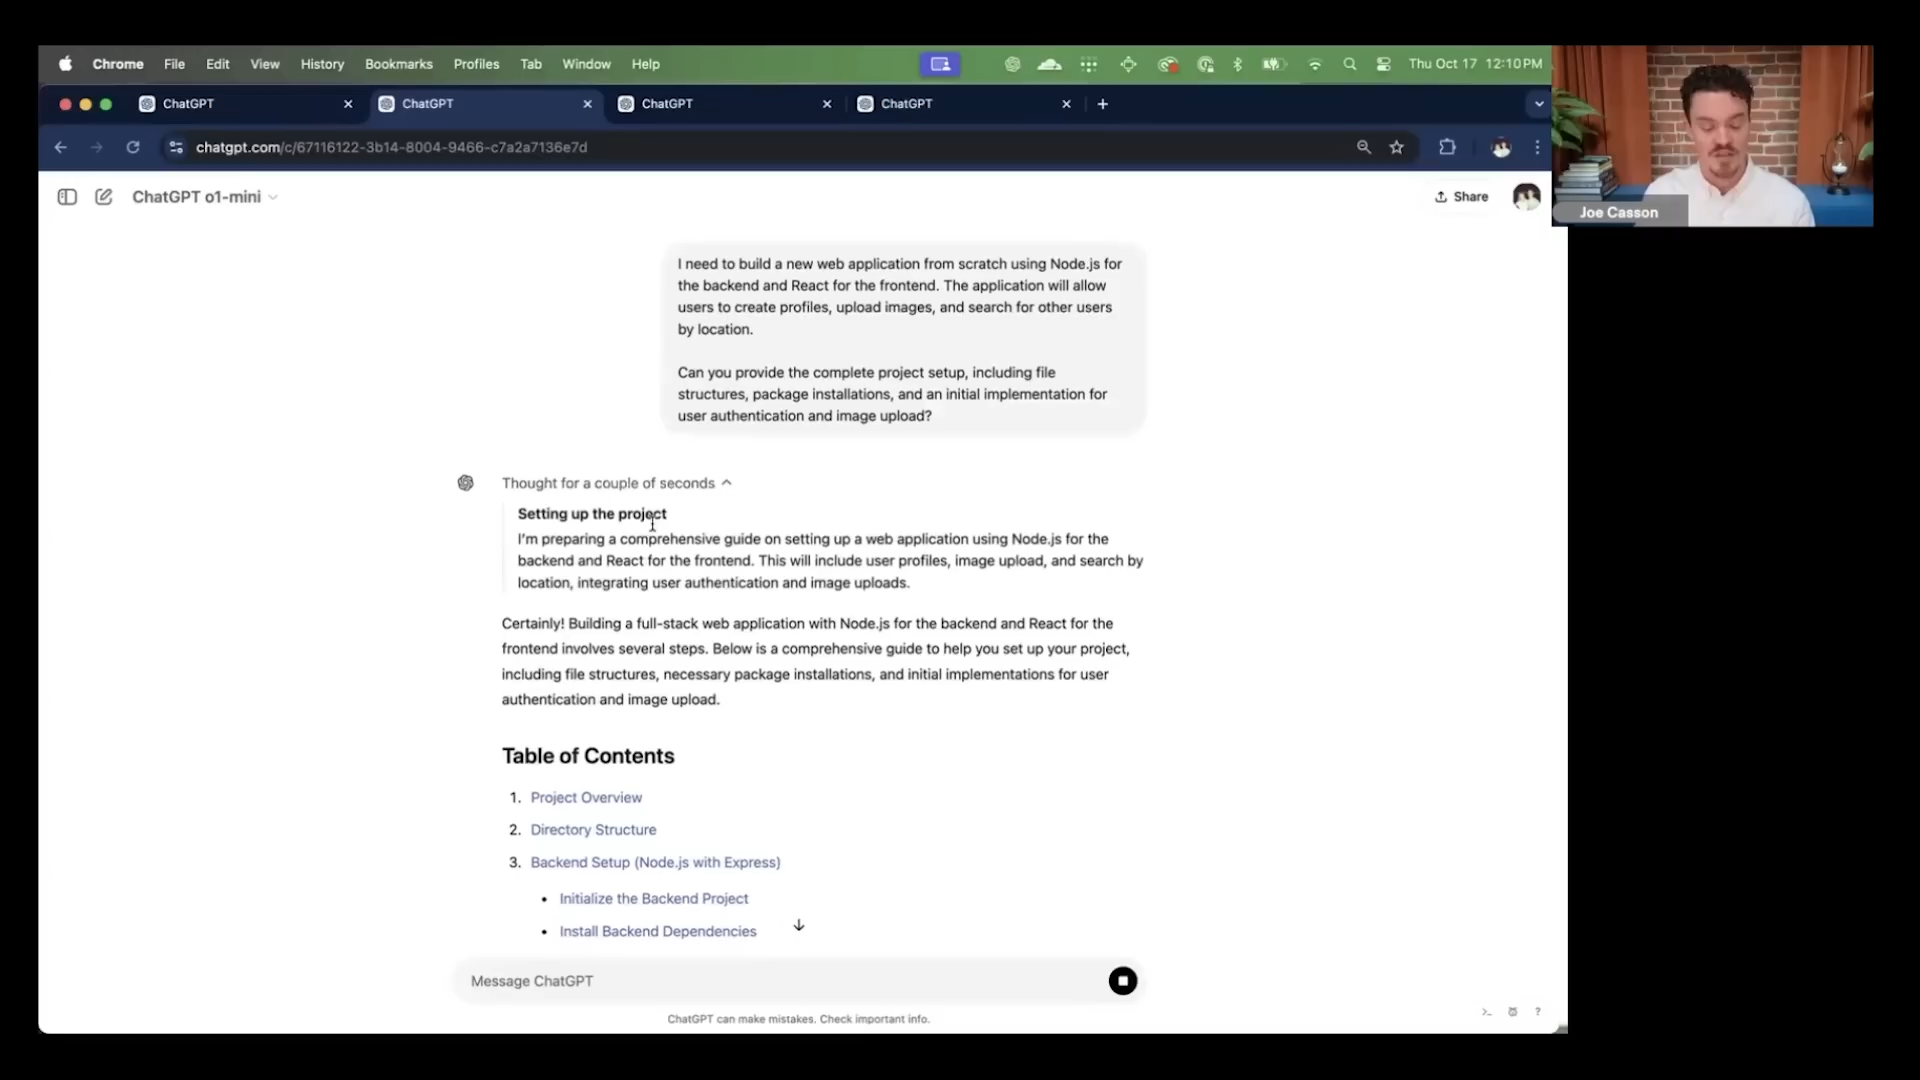 Chrome File Edit View History Bookmarks Profiles Tab Window Help Thu Oct 17 12:10 PM
ChatGPT ChatGPT ChatGPT ChatGPT
chatgpt.com/c/67116122-3b14-8004-9466-c7a2a7136e7d
Joe Casson
ChatGPT o1-mini Share
I need to build a new web application from scratch using Node.js for
the backend and React for the frontend. The application will allow
users to create profiles, upload images, and search for other users
by location.
Can you provide the complete project setup, including file
structures, package installations, and an initial implementation for
user authentication and image upload?
Thought for a couple of seconds
Setting up the project
I'm preparing a comprehensive guide on setting up a web application using Node.js for the
backend and React for the frontend. This will include user profiles, image upload, and search by
location, integrating user authentication and image uploads.
Certainly! Building a full-stack web application with Node.js for the backend and React for the
frontend involves several steps. Below is a comprehensive guide to help you set up your project,
including file structures, necessary package installations, and initial implementations for user
authentication and image upload.
Table of Contents
1. Project Overview
2. Directory Structure
3. Backend Setup (Node.js with Express)
• Initialize the Backend Project
• Install Backend Dependencies
Message ChatGPT
ChatGPT can make mistakes. Check important info.
?